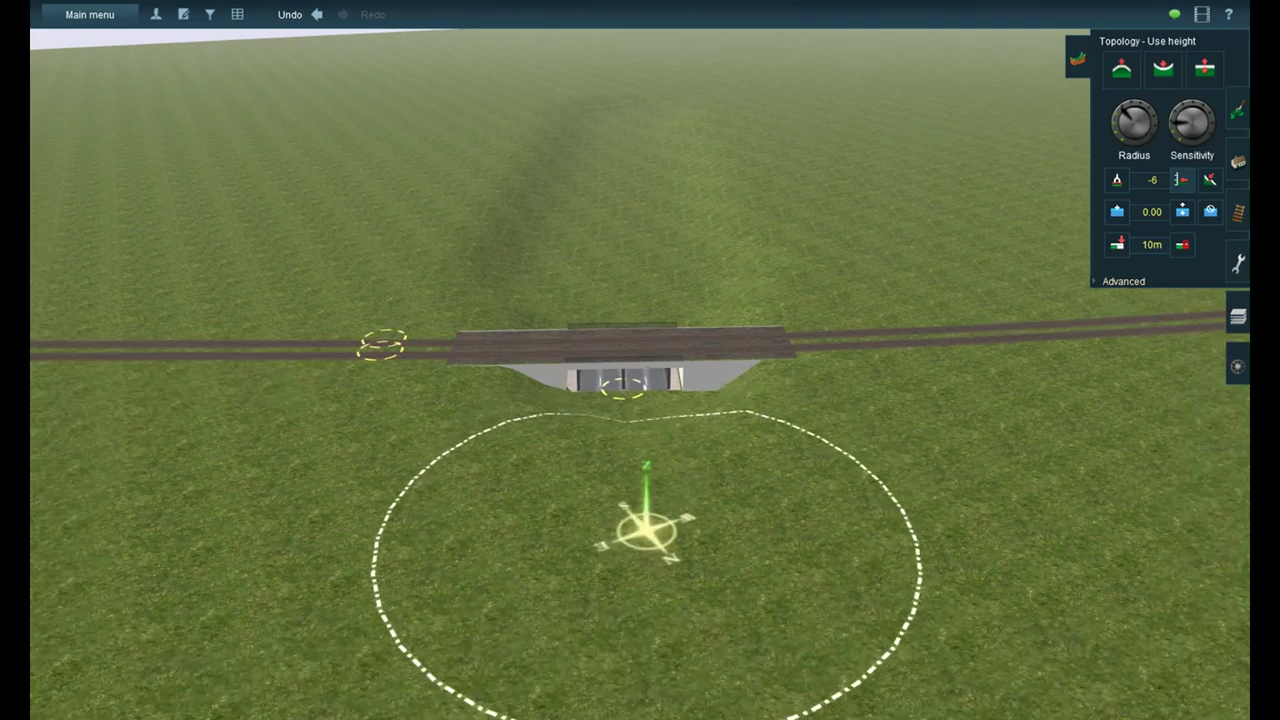 Main menu
Undo
Redo
?
Topology - Use height
Radius
Sensitivity
-6
0.00
10m
Advanced